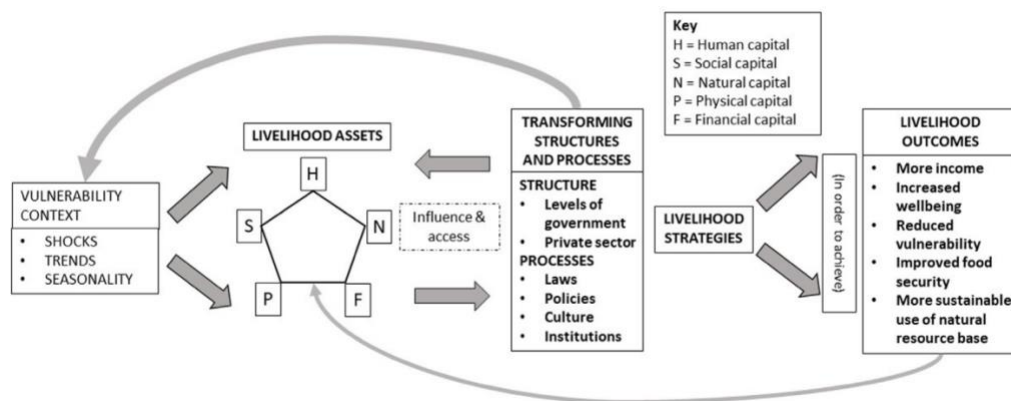 Key
H = Human capital
S = Social capital
N = Natural capital
P = Physical capital
F = Financial capital
VULNERABILITY
CONTEXT
• SHOCKS
• TRENDS
• SEASONALITY
LIVELIHOOD ASSETS
H
S
N
P
F
Influence &
access
TRANSFORMING
STRUCTURES
AND PROCESSES
STRUCTURE
• Levels of
government
• Private sector
PROCESSES
• Laws
• Policies
• Culture
• Institutions
LIVELIHOOD
STRATEGIES
(In order to achieve)
LIVELIHOOD
OUTCOMES
• More income
• Increased
wellbeing
• Reduced
vulnerability
• Improved food
security
• More sustainable
use of natural
resource base